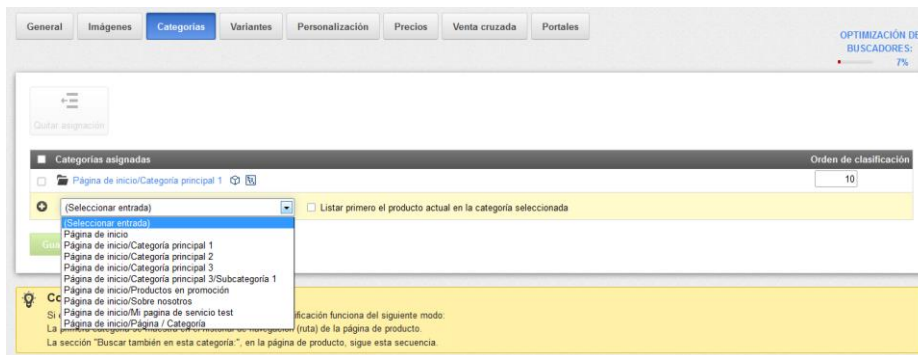 General Imágenes Categorías Variantes Personalización Precios Venta cruzada Portales
OPTIMIZACIÓN DE
BUSCADORES:
7%
Quitar asignación
Categorías asignadas Orden de clasificación
Página de inicio/Categoría principal 1 10
(Seleccionar entrada) Listar primero el producto actual en la categoría seleccionada
(Seleccionar entrada)
Página de inicio
Página de inicio/Categoría principal 1
Página de inicio/Categoría principal 2
Página de inicio/Categoría principal 3
Página de inicio/Categoría principal 3/Subcategoría 1
Página de inicio/Productos en promoción
Página de inicio/Sobre nosotros
Página de inicio/Mi pagina de servicio test
Página de inicio/Página / Categoría
Co
Si ificación funciona del siguiente modo:
La primera categoría se muestra en el historial de navegación (ruta) de la página de producto.
La sección "Buscar también en esta categoría:", en la página de producto, sigue esta secuencia.